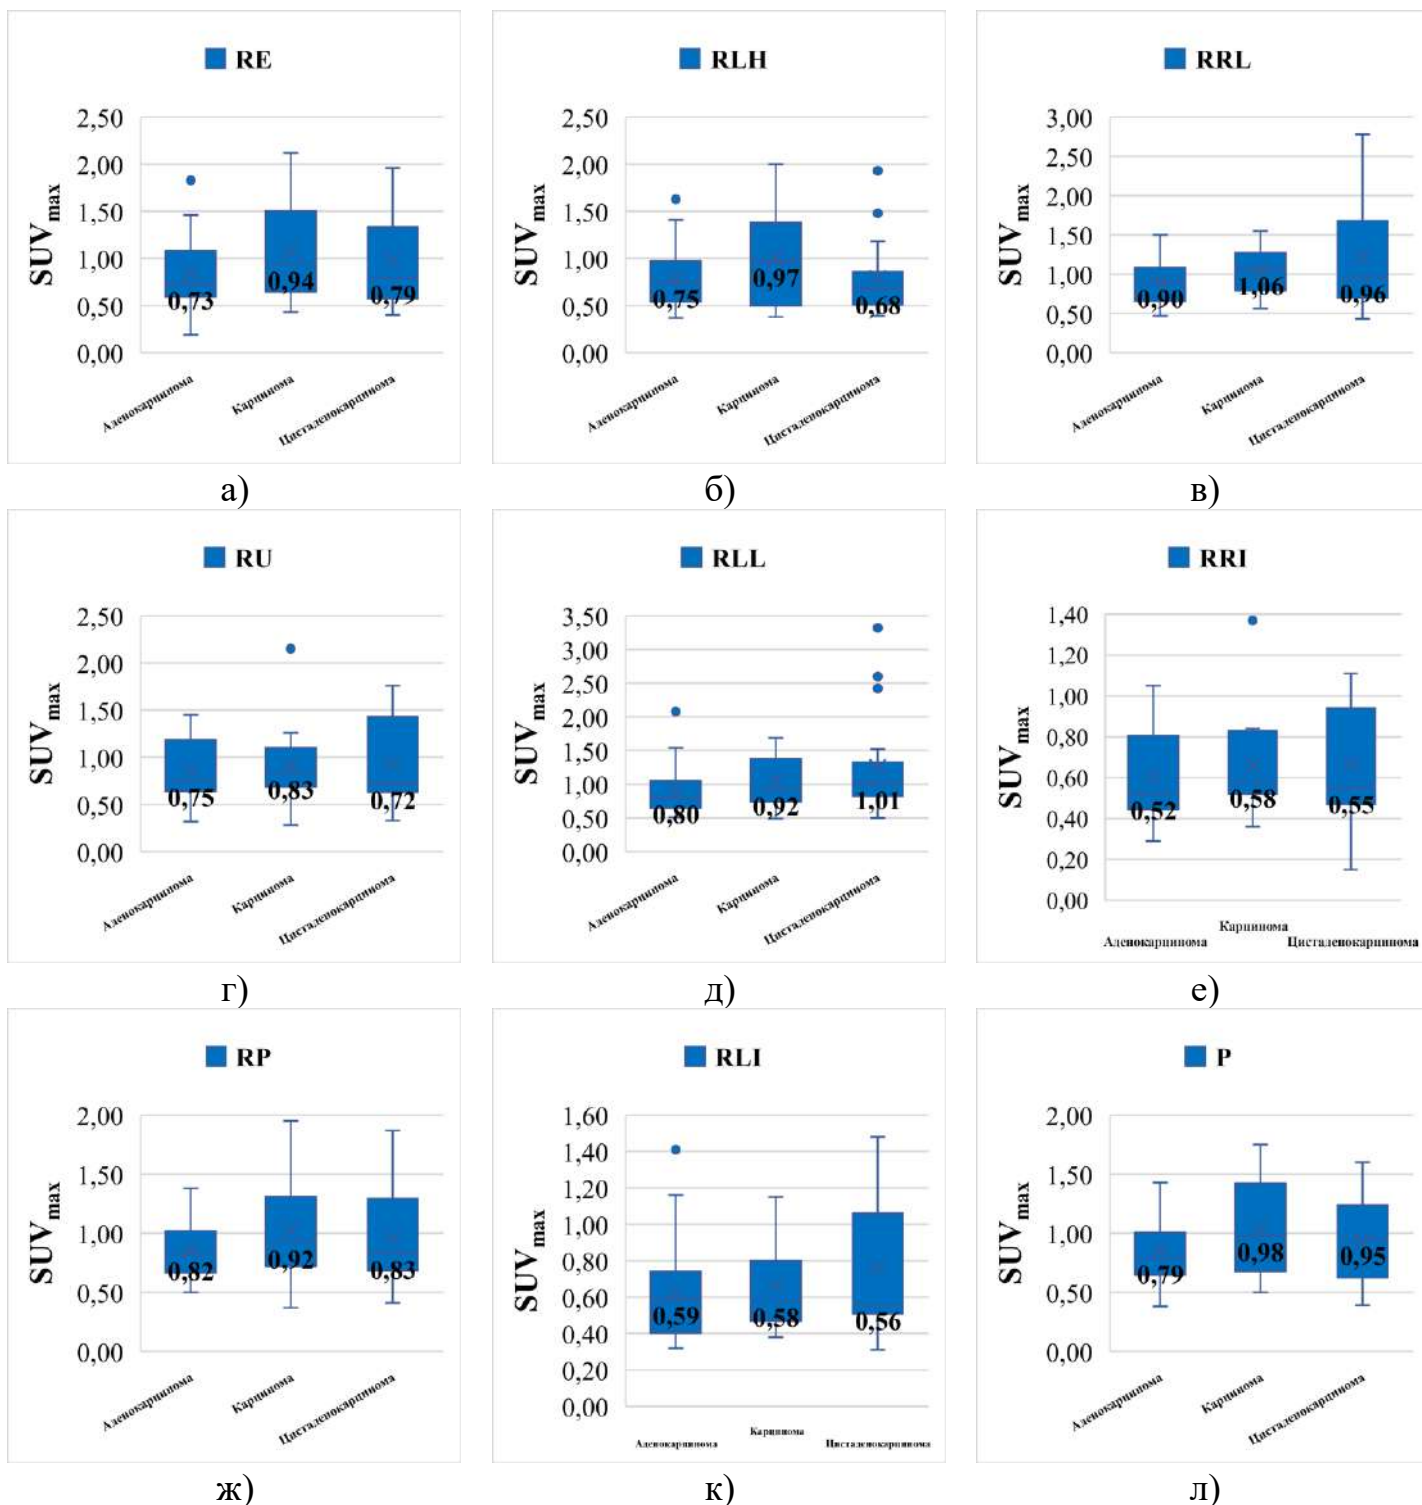 RE
SUVmax
2,50
2,00
1,50
1,00
0,50
0,00
0,73
0,94
0,79
Аденокарцинома
Карцинома
Цистаденокарцинома
а)
RLH
SUVmax
2,50
2,00
1,50
1,00
0,50
0,00
0,75
0,97
0,68
Аденокарцинома
Карцинома
Цистаденокарцинома
б)
RRL
SUVmax
3,00
2,50
2,00
1,50
1,00
0,50
0,00
0,90
1,06
0,96
Аденокарцинома
Карцинома
Цистаденокарцинома
в)
RU
SUVmax
2,50
2,00
1,50
1,00
0,50
0,00
0,75
0,83
0,72
Аденокарцинома
Карцинома
Цистаденокарцинома
г)
RLL
SUVmax
3,50
3,00
2,50
2,00
1,50
1,00
0,50
0,00
0,80
0,92
1,01
Аденокарцинома
Карцинома
Цистаденокарцинома
д)
RRI
SUVmax
1,40
1,20
1,00
0,80
0,60
0,40
0,20
0,00
0,52
0,58
0,55
Карцинома
Аденокарцинома
Цистаденокарцинома
е)
RP
SUVmax
2,00
1,50
1,00
0,50
0,00
0,82
0,92
0,83
Аденокарцинома
Карцинома
Цистаденокарцинома
ж)
RLI
SUVmax
1,60
1,40
1,20
1,00
0,80
0,60
0,40
0,20
0,00
0,59
0,58
0,56
Карцинома
Аденокарцинома
Цистаденокарцинома
к)
P
SUVmax
2,00
1,50
1,00
0,50
0,00
0,79
0,98
0,95
Аденокарцинома
Карцинома
Цистаденокарцинома
л)